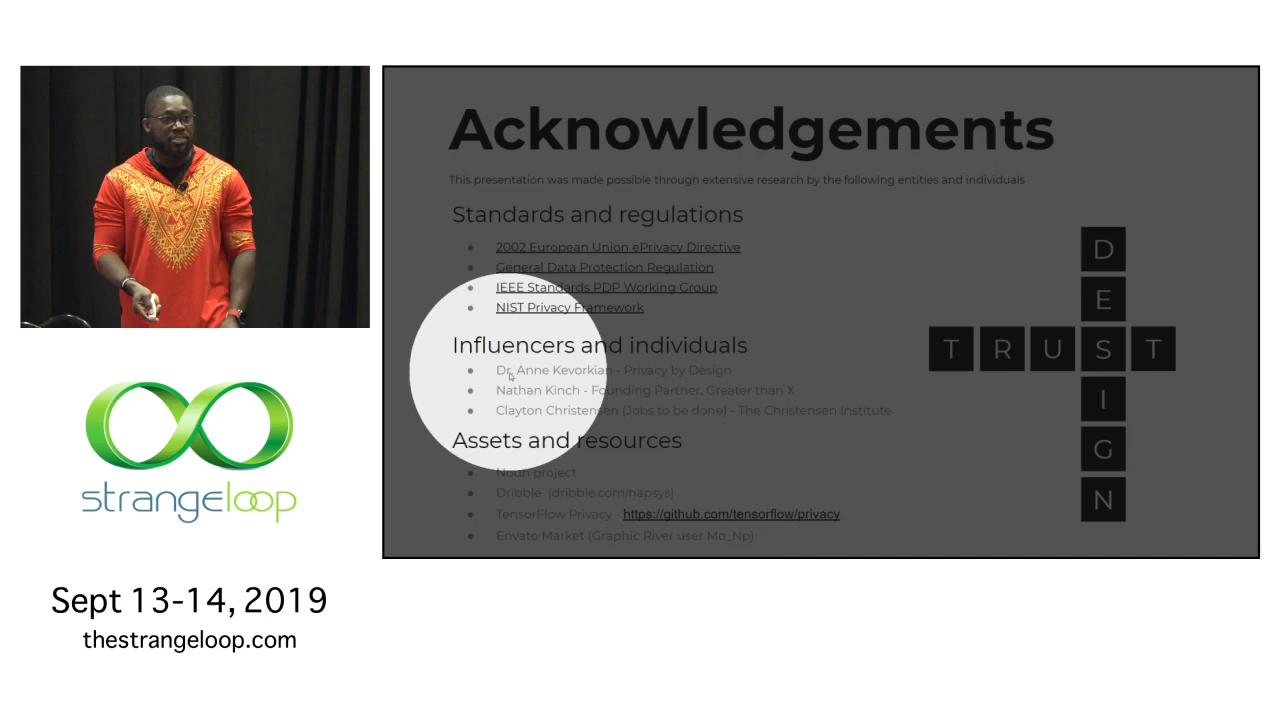 Acknowledgements
This presentation was made possible through extensive research by the following entities and individuals
Standards and regulations
2002 European Union ePrivacy Directive
General Data Protection Regulation
IEEE Standards PDP Working Group
NIST Privacy Framework
Influencers and individuals
Dr. Anne Kevorkian - Privacy by Design
Nathan Kinch - Founding Partner, Greater than X
Clayton Christensen (Jobs to be done) - The Christensen Institute
Assets and resources
Noun project
Dribble (dribble.com/napsys)
TensorFlow Privacy - https://github.com/tensorflow/privacy
Envato Market (Graphic River user Mo_Np)
DESIGN
TRUST
strangeloop
Sept 13-14, 2019
thestrangeloop.com